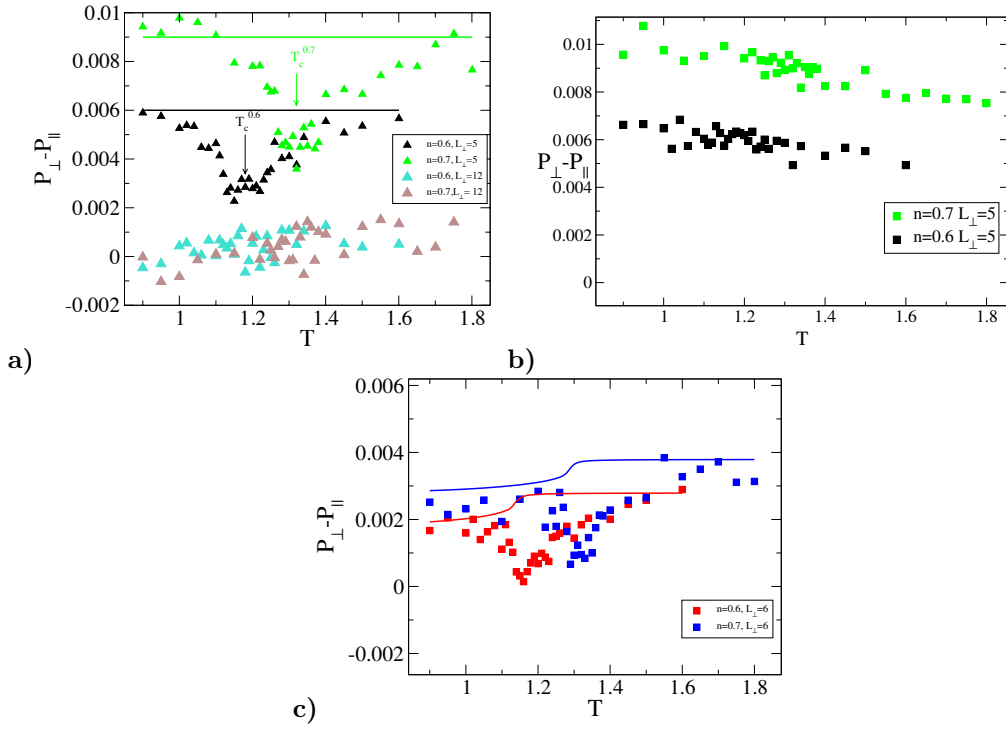 0.01
0.008
0.006
0.004
0.002
0
-0.002
P⊥-P∥
1
1.2
1.4
1.6
1.8
T
T_c^0.7
T_c^0.6
n=0.6, L⊥=5
n=0.7, L⊥=5
n=0.6, L⊥=12
n=0.7,L⊥= 12
a)
0.01
0.008
0.006
0.004
0.002
0
P⊥-P∥
1
1.2
1.4
1.6
1.8
T
n=0.7 L⊥=5
n=0.6 L⊥=5
b)
0.006
0.004
0.002
0
-0.002
P⊥-P∥
1
1.2
1.4
1.6
1.8
T
n=0.6, L⊥=6
n=0.7, L⊥=6
c)